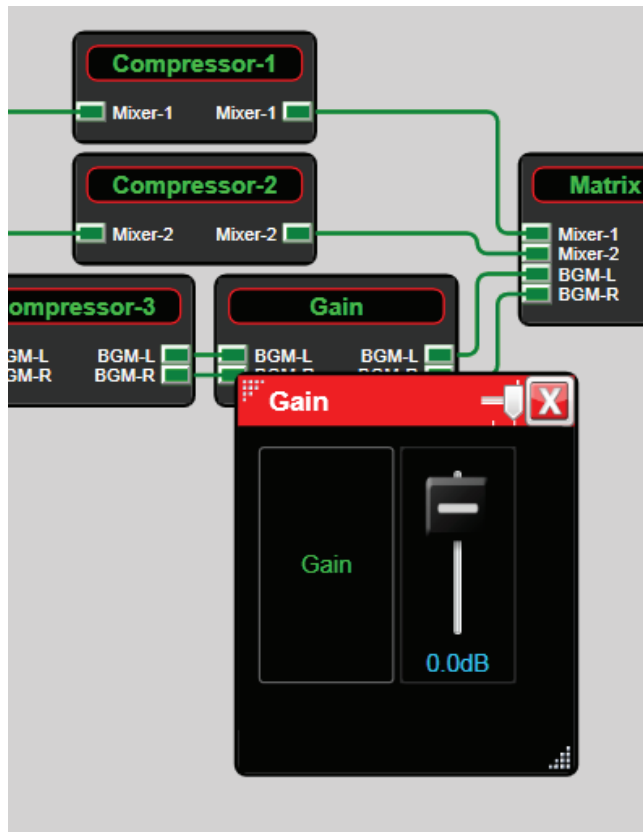 Compressor-1
Mixer-1 Mixer-1
Compressor-2
Mixer-2 Mixer-2
Matrix
Mixer-1
Mixer-2
BGM-L
BGM-R
ompressor-3
GM-L BGM-L
GM-R BGM-R
Gain
BGM-L BGM-L
Gain
X
Gain
0.0dB